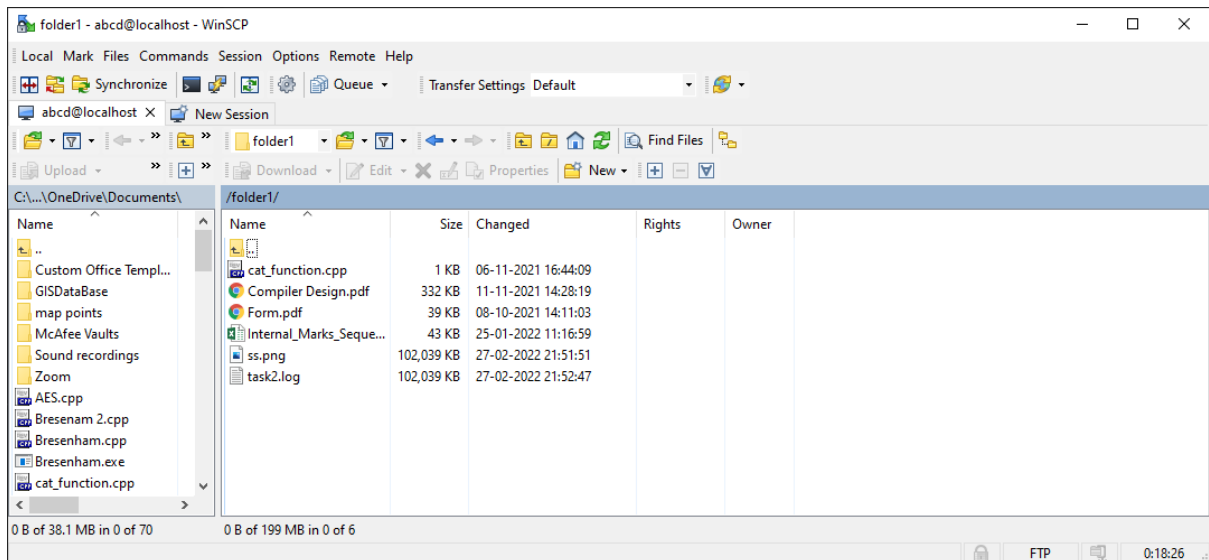 folder1 - abcd@localhost - WinSCP
Local Mark Files Commands Session Options Remote Help
Synchronize Queue Transfer Settings Default
abcd@localhost X New Session
folder1 Find Files
Upload Download Edit Properties New
C:\...\OneDrive\Documents\ /folder1/
Name Name Size Changed Rights Owner
.. ..
Custom Office Templ... cat_function.cpp 1 KB 06-11-2021 16:44:09
GISDataBase Compiler Design.pdf 332 KB 11-11-2021 14:28:19
map points Form.pdf 39 KB 08-10-2021 14:11:03
McAfee Vaults Internal_Marks_Seque... 43 KB 25-01-2022 11:16:59
Sound recordings ss.png 102,039 KB 27-02-2022 21:51:51
Zoom task2.log 102,039 KB 27-02-2022 21:52:47
AES.cpp
Bresenam 2.cpp
Bresenham.cpp
Bresenham.exe
cat_function.cpp
0 B of 38.1 MB in 0 of 70 0 B of 199 MB in 0 of 6
FTP 0:18:26